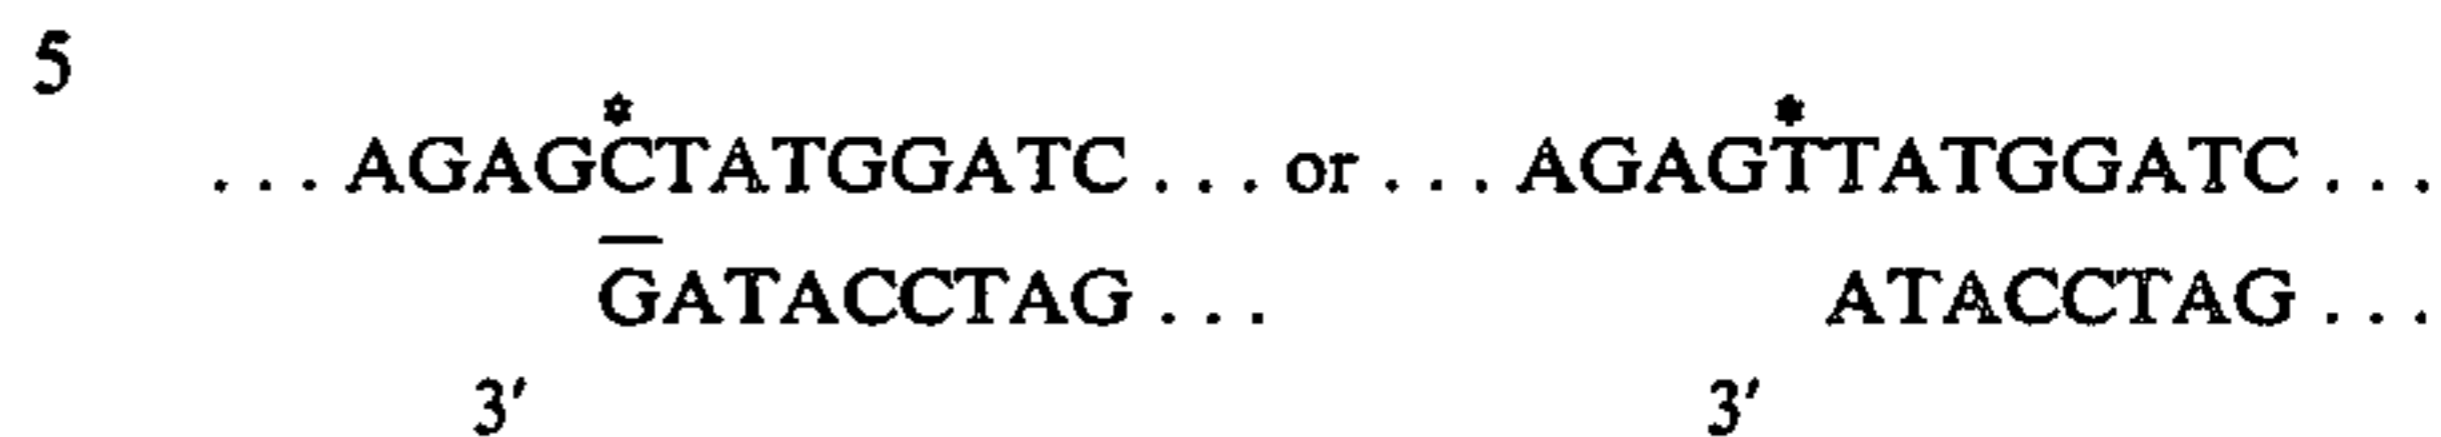 5
* *
... AGAGCTATGGATC ... or ... AGAGTTATGGATC ...
GATACCTAG ... ATACCTAG ...
3′ 3′